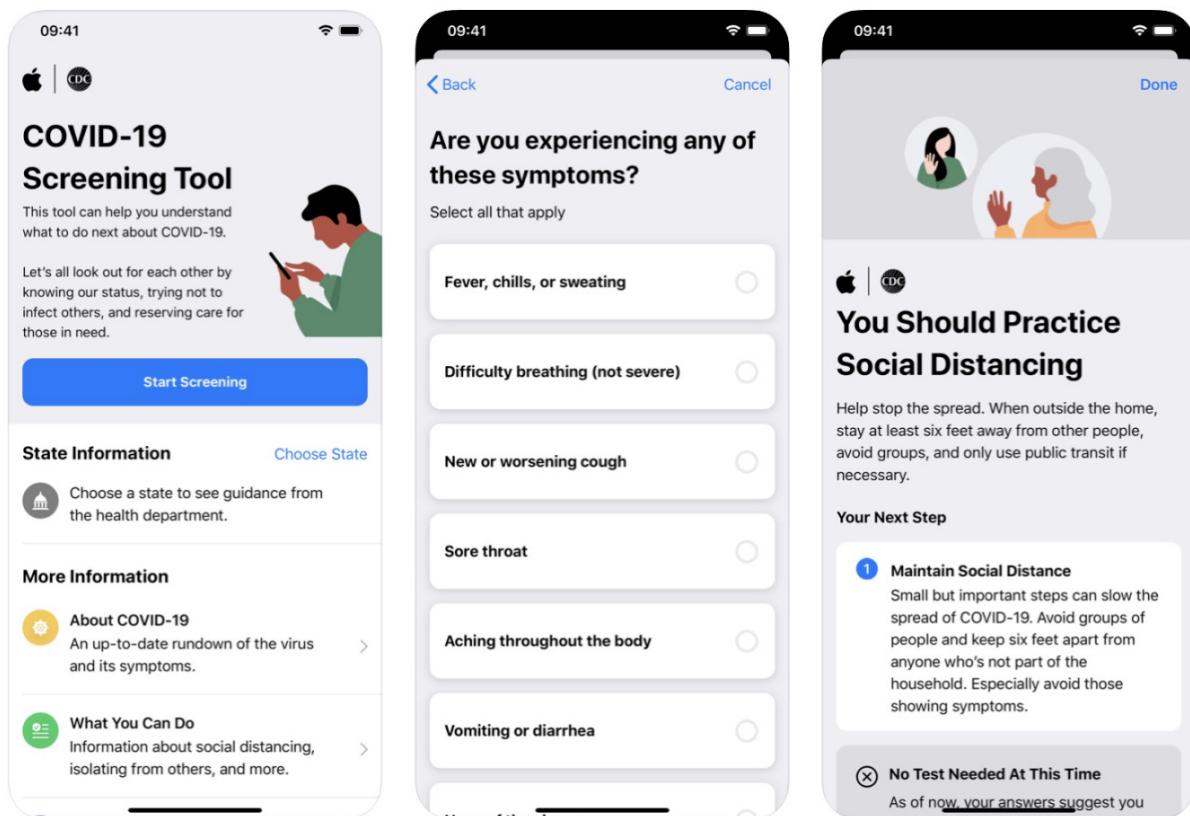 09:41
CDC
COVID-19
Screening Tool
This tool can help you understand
what to do next about COVID-19.
Let's all look out for each other by
knowing our status, trying not to
infect others, and reserving care for
those in need.
Start Screening
State Information
Choose State
Choose a state to see guidance from
the health department.
More Information
About COVID-19
An up-to-date rundown of the virus
and its symptoms.
What You Can Do
Information about social distancing,
isolating from others, and more.
09:41
Back
Cancel
Are you experiencing any of
these symptoms?
Select all that apply
Fever, chills, or sweating
Difficulty breathing (not severe)
New or worsening cough
Sore throat
Aching throughout the body
Vomiting or diarrhea
09:41
Done
CDC
You Should Practice
Social Distancing
Help stop the spread. When outside the home,
stay at least six feet away from other people,
avoid groups, and only use public transit if
necessary.
Your Next Step
1
Maintain Social Distance
Small but important steps can slow the
spread of COVID-19. Avoid groups of
people and keep six feet apart from
anyone who's not part of the
household. Especially avoid those
showing symptoms.
No Test Needed At This Time
As of now, your answers suggest you